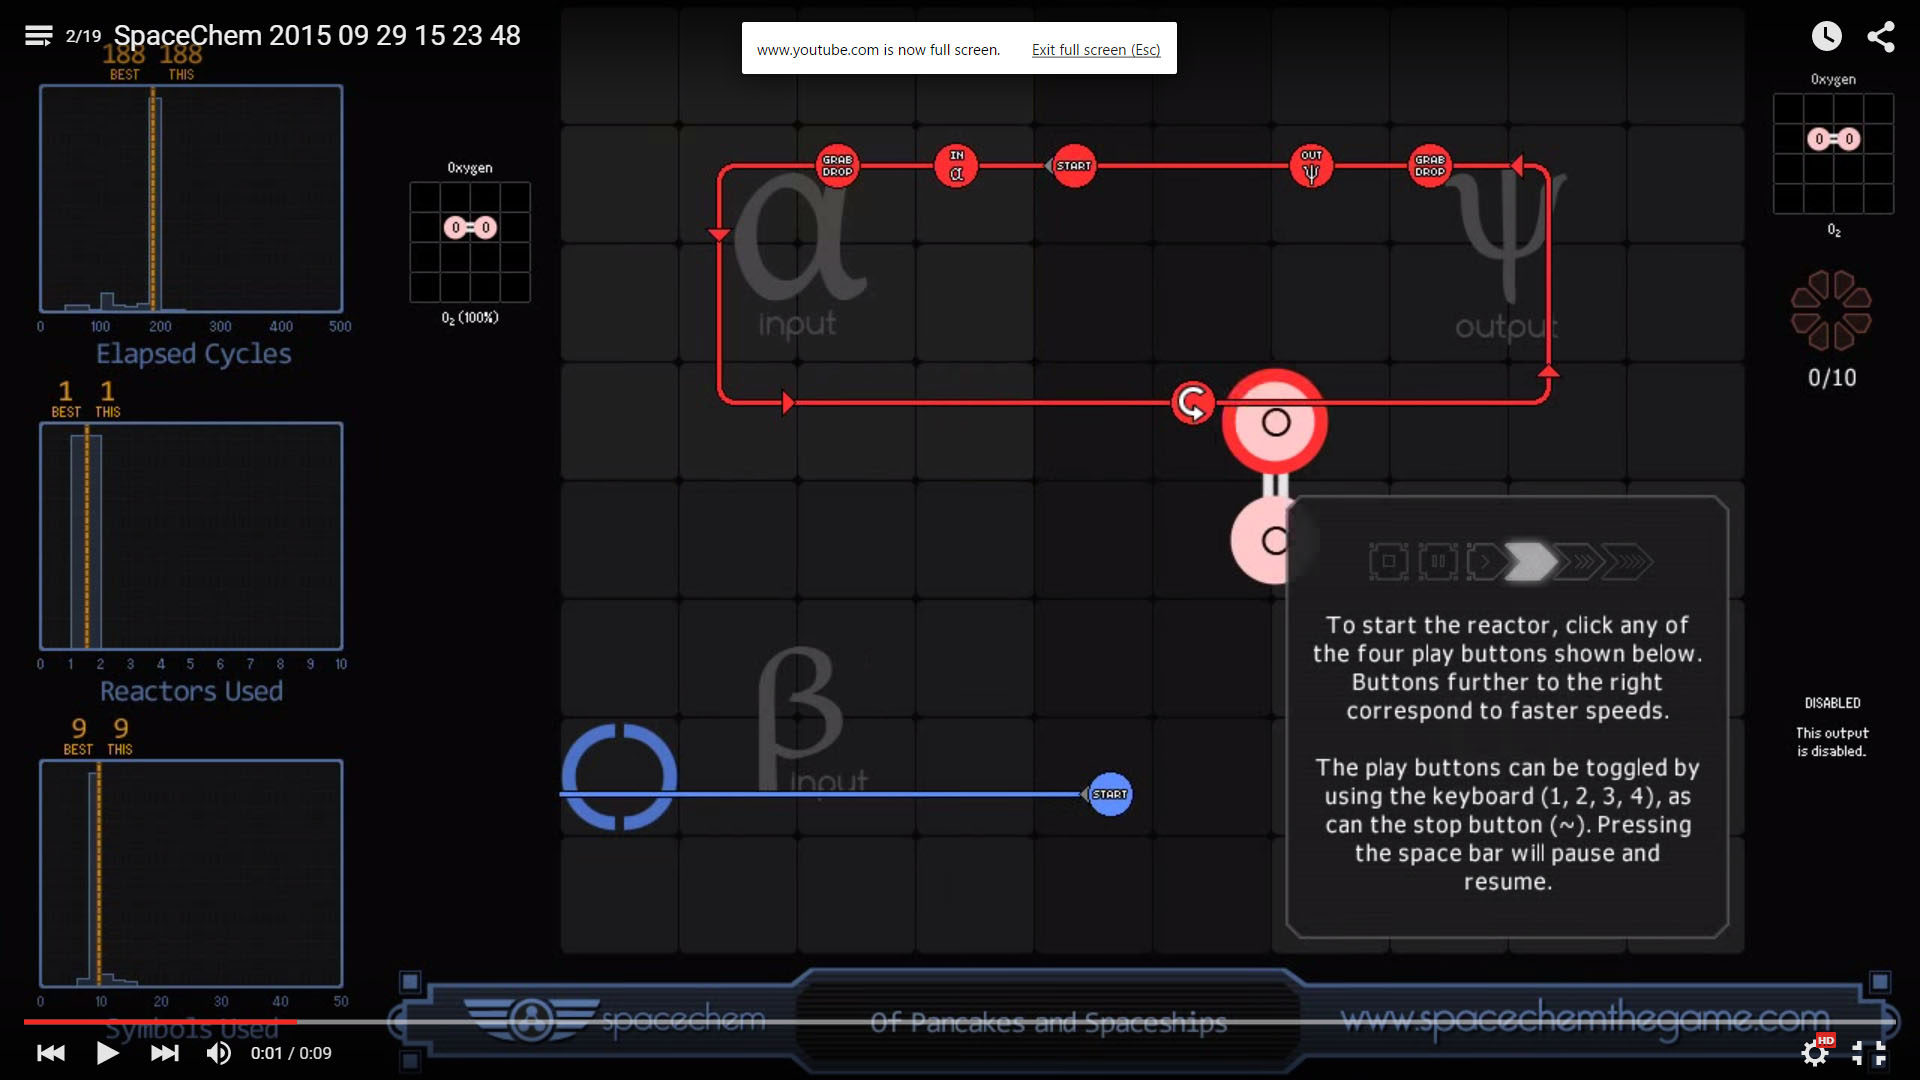 2/19 SpaceChem 2015 09 29 15 23 48
www.youtube.com is now full screen. Exit full screen (Esc)
188 188
BEST THIS
0 100 200 300 400 500
Elapsed Cycles
1 1
BEST THIS
0 1 2 3 4 5 6 7 8 9 10
Reactors Used
9 9
BEST THIS
0 10 20 30 40 50
Symbols Used
Oxygen
O=O
O₂ (100%)
GRAB DROP
IN α
START
OUT ψ
GRAB DROP
α
input
ψ
output
O
O
β
input
START
To start the reactor, click any of
the four play buttons shown below.
Buttons further to the right
correspond to faster speeds.
The play buttons can be toggled by
using the keyboard (1, 2, 3, 4), as
can the stop button (~). Pressing
the space bar will pause and
resume.
Oxygen
O=O
O₂
0/10
DISABLED
This output
is disabled.
spacechem
Of Pancakes and Spaceships
www.spacechemthegame.com
0:01 / 0:09
HD